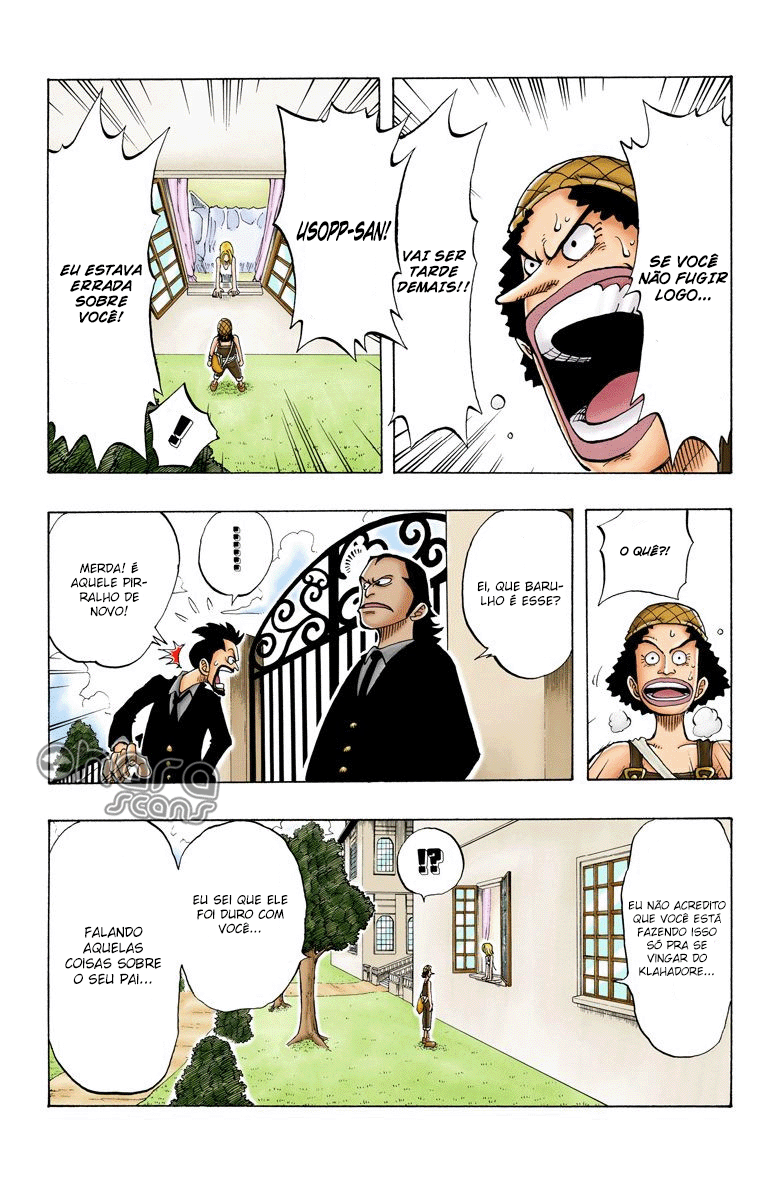 SE VOCÊ
NÃO FUGIR
LOGO...
VAI SER
TARDE
DEMAIS!!
USOPP-SAN!
EU ESTAVA
ERRADA
SOBRE
VOCÊ!
!
O QUÊ?!
EI, QUE BARU-
LHO É ESSE?
!!!!!!
MERDA! É
AQUELE PIR-
RALHO DE
NOVO!
Ohara
scans
EU NÃO ACREDITO
QUE VOCÊ ESTÁ
FAZENDO ISSO
SÓ PRA SE
VINGAR DO
KLAHADORE...
!?
EU SEI QUE ELE
FOI DURO COM
VOCÊ...
FALANDO
AQUELAS
COISAS SOBRE
O SEU PAI...